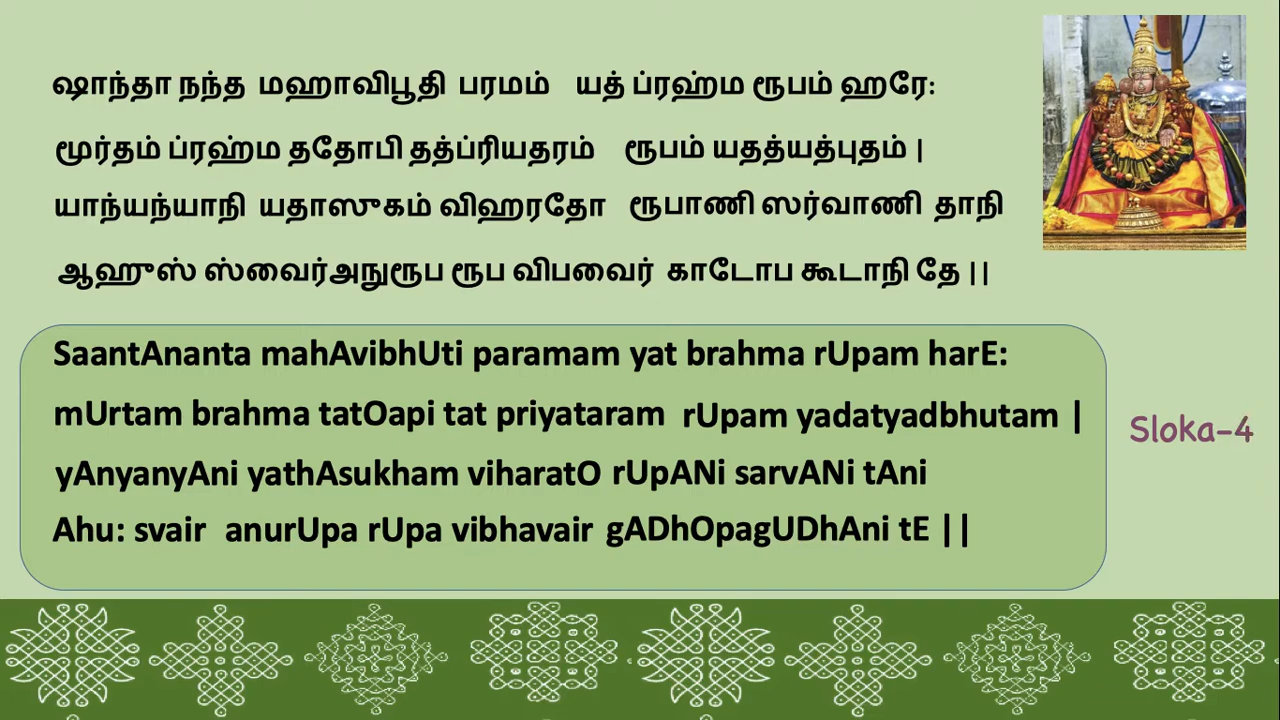 ஷாந்தா நந்த மஹாவிபூதி பரமம் யத் ப்ரஹ்ம ரூபம் ஹரே:
மூர்தம் ப்ரஹ்ம ததோபி தத்ப்ரியதரம் ரூபம் யதத்யத்புதம் |
யாந்யந்யாநி யதாஸுகம் விஹரதோ ரூபாணி ஸர்வாணி தாநி
ஆஹுஸ் ஸ்வைர்அநுரூப ரூப விபவைர் காடோப கூடாநி தே ||
SaantAnanta mahAvibhUti paramam yat brahma rUpam harE:
mUrtam brahma tatOapi tat priyataram rUpam yadatyadbhutam |
yAnyanyAni yathAsukham viharatO rUpANi sarvANi tAni
Ahu: svair anurUpa rUpa vibhavair gADhOpagUDhAni tE ||
Sloka-4